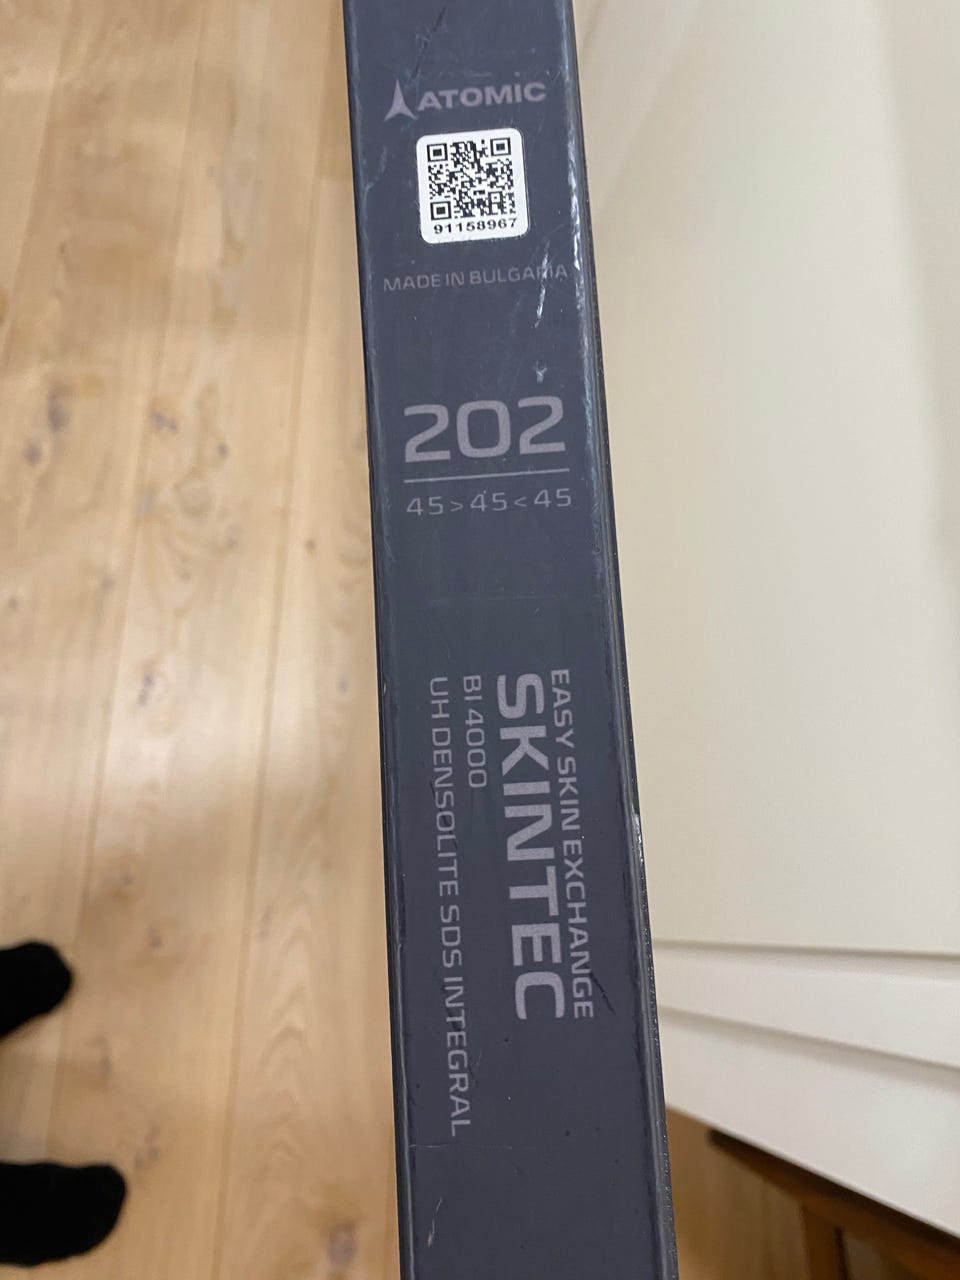 ATOMIC
91158967
MADE IN BULGARIA
202
45>45<45
EASY SKIN EXCHANGE
SKINTEC
BI 4000
UH DENSOLITE SDS INTEGRAL